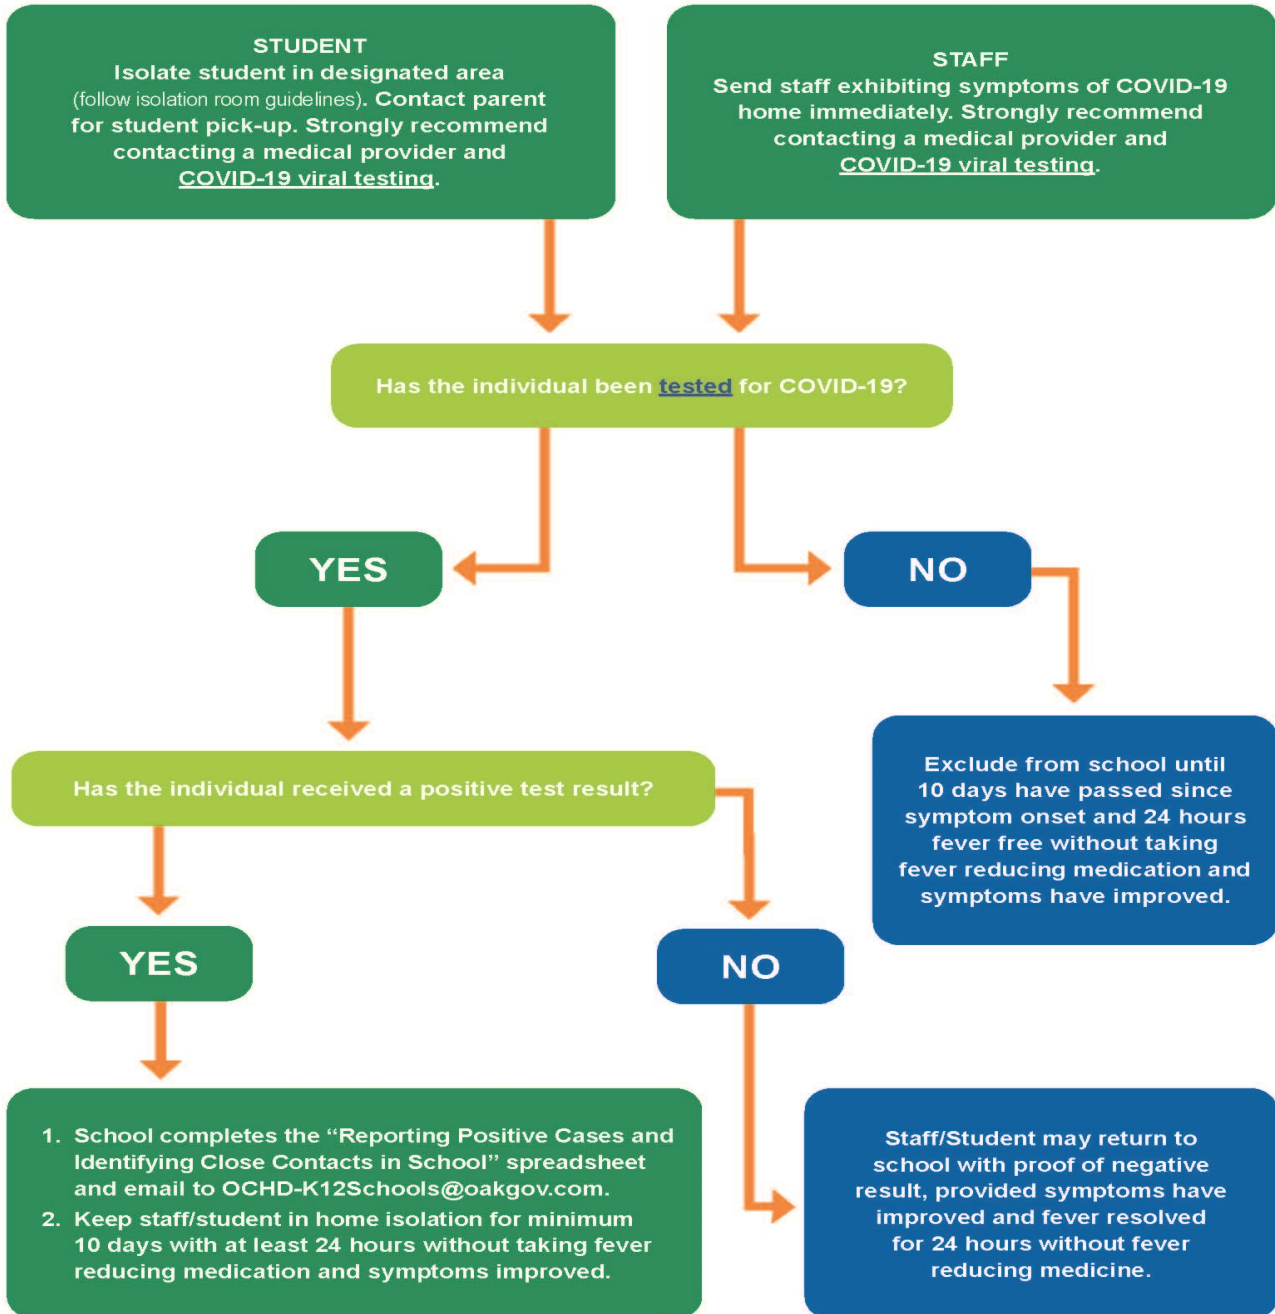 STUDENT
Isolate student in designated area
(follow isolation room guidelines). Contact parent
for student pick-up. Strongly recommend
contacting a medical provider and
COVID-19 viral testing.
STAFF
Send staff exhibiting symptoms of COVID-19
home immediately. Strongly recommend
contacting a medical provider and
COVID-19 viral testing.
Has the individual been tested for COVID-19?
YES
NO
Exclude from school until
10 days have passed since
symptom onset and 24 hours
fever free without taking
fever reducing medication and
symptoms have improved.
Has the individual received a positive test result?
YES
NO
1. School completes the “Reporting Positive Cases and
Identifying Close Contacts in School” spreadsheet
and email to OCHD-K12Schools@oakgov.com.
2. Keep staff/student in home isolation for minimum
10 days with at least 24 hours without taking fever
reducing medication and symptoms improved.
Staff/Student may return to
school with proof of negative
result, provided symptoms have
improved and fever resolved
for 24 hours without fever
reducing medicine.